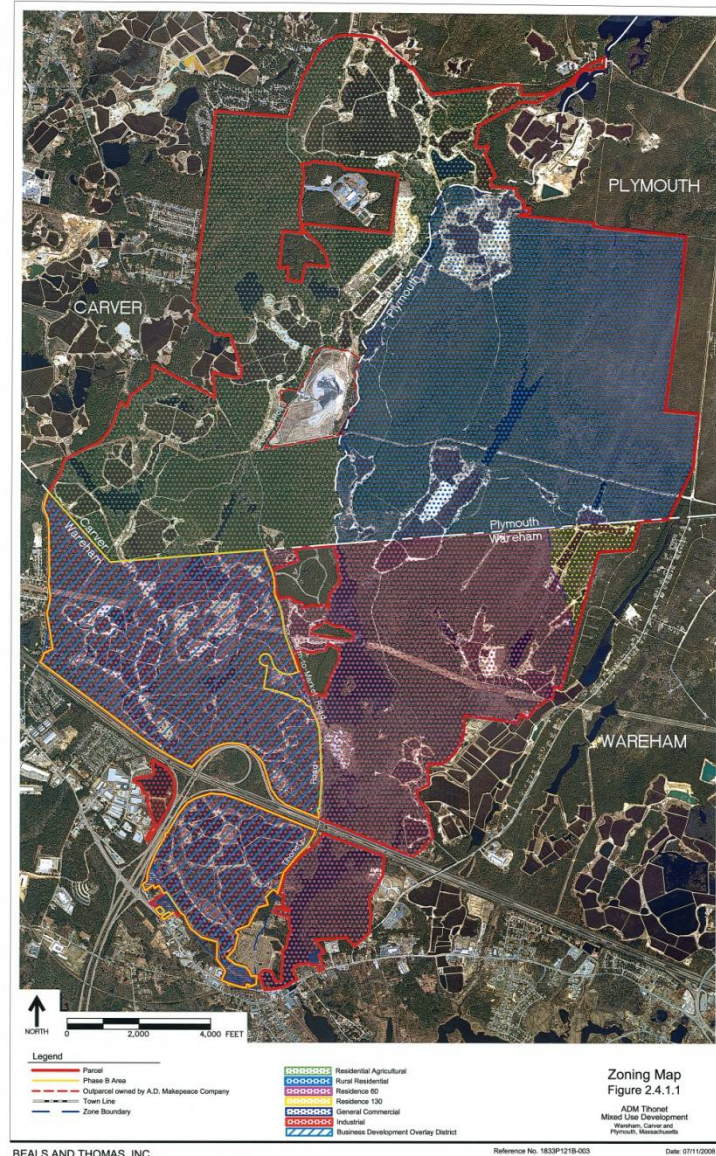 PLYMOUTH
CARVER
Plymouth
Plymouth
Wareham
Carver
Wareham
Road
WAREHAM
NORTH
0 2,000 4,000 FEET
Legend
Parcel
Phase B Area
Outparcel owned by A.D. Makepeace Company
Town Line
Zone Boundary
Residential Agricultural
Rural Residential
Residence 60
Residence 130
General Commercial
Industrial
Business Development Overlay District
Zoning Map
Figure 2.4.1.1
ADM Tihonet
Mixed Use Development
Wareham, Carver and
Plymouth, Massachusetts
BEALS AND THOMAS, INC.
Reference No. 1833P121B-003
Date: 07/11/2008